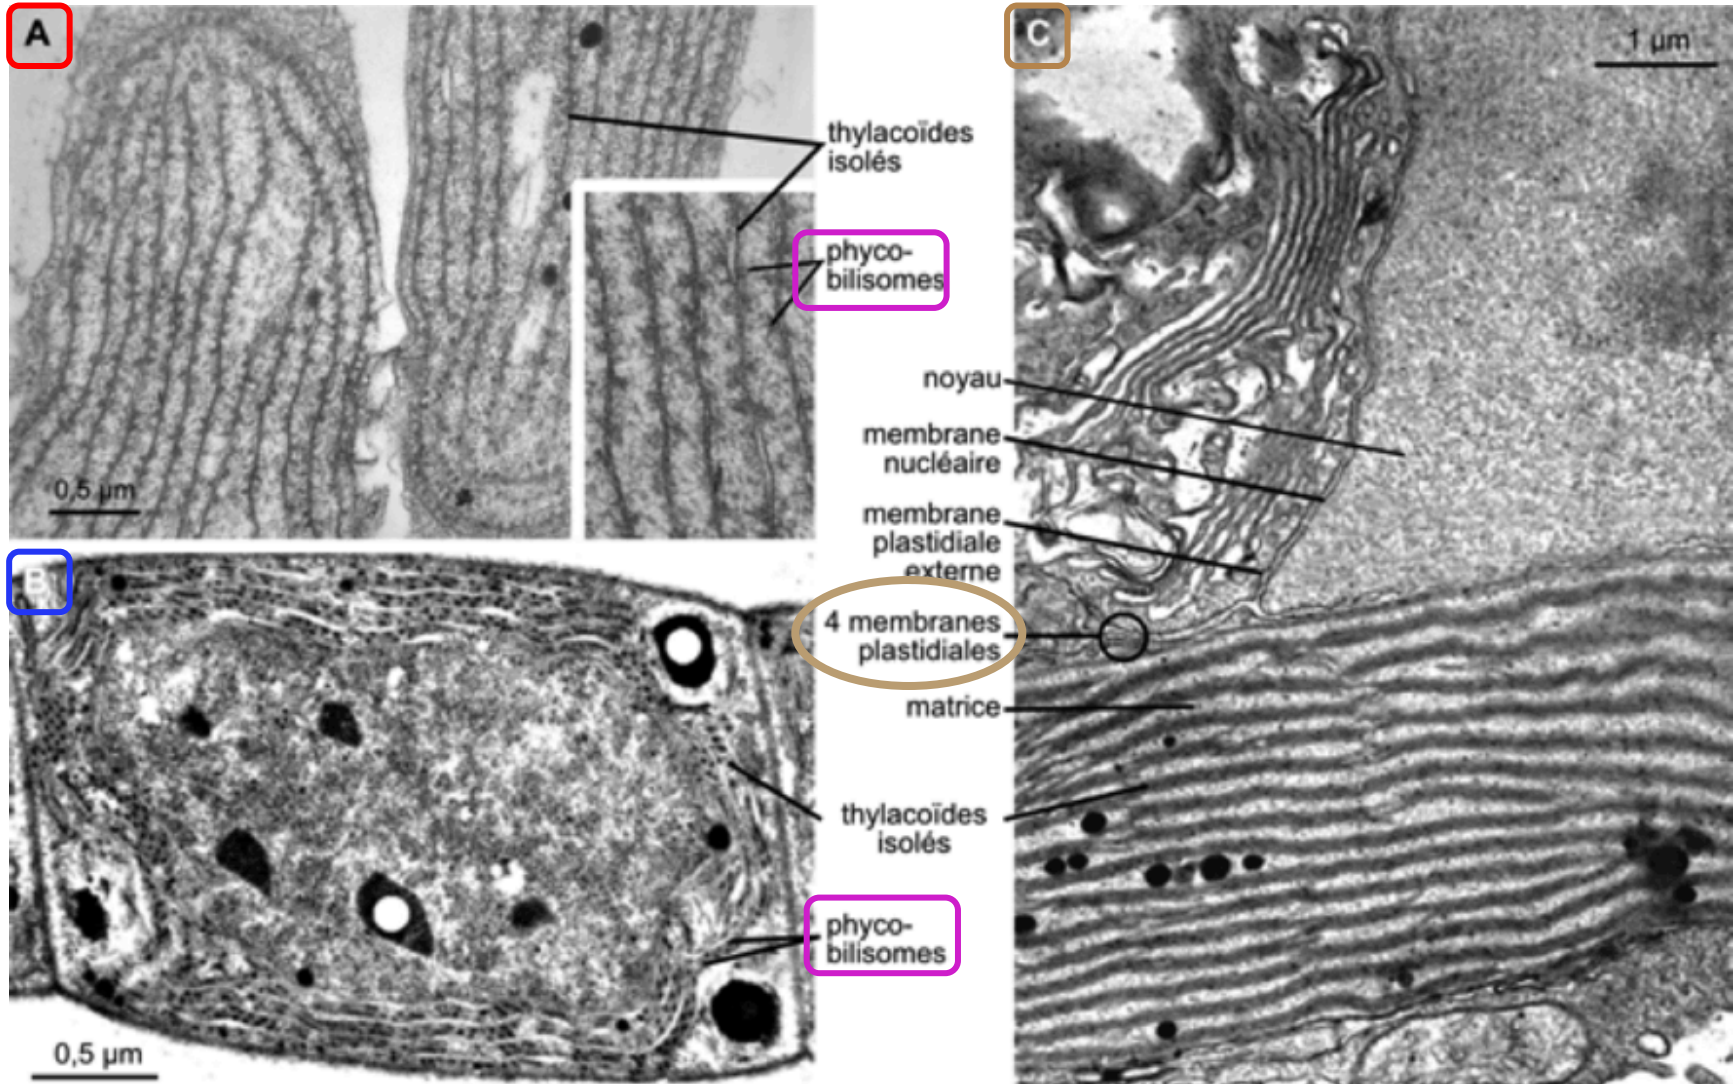 A
C
1 µm
thylacoïdes
isolés
phyco-
bilisomes
noyau
membrane
nucléaire
membrane
plastidiale
externe
0,5 µm
B
4 membranes
plastidiales
matrice
thylacoïdes
isolés
phyco-
bilisomes
0,5 µm